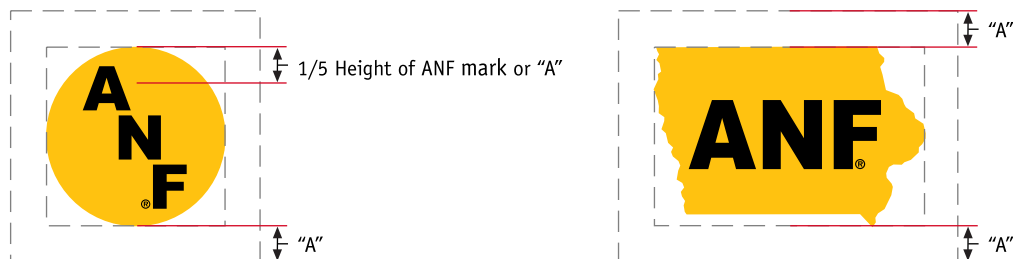 A
N
F®
1/5 Height of ANF mark or “A”
“A”
ANF®
“A”
“A”